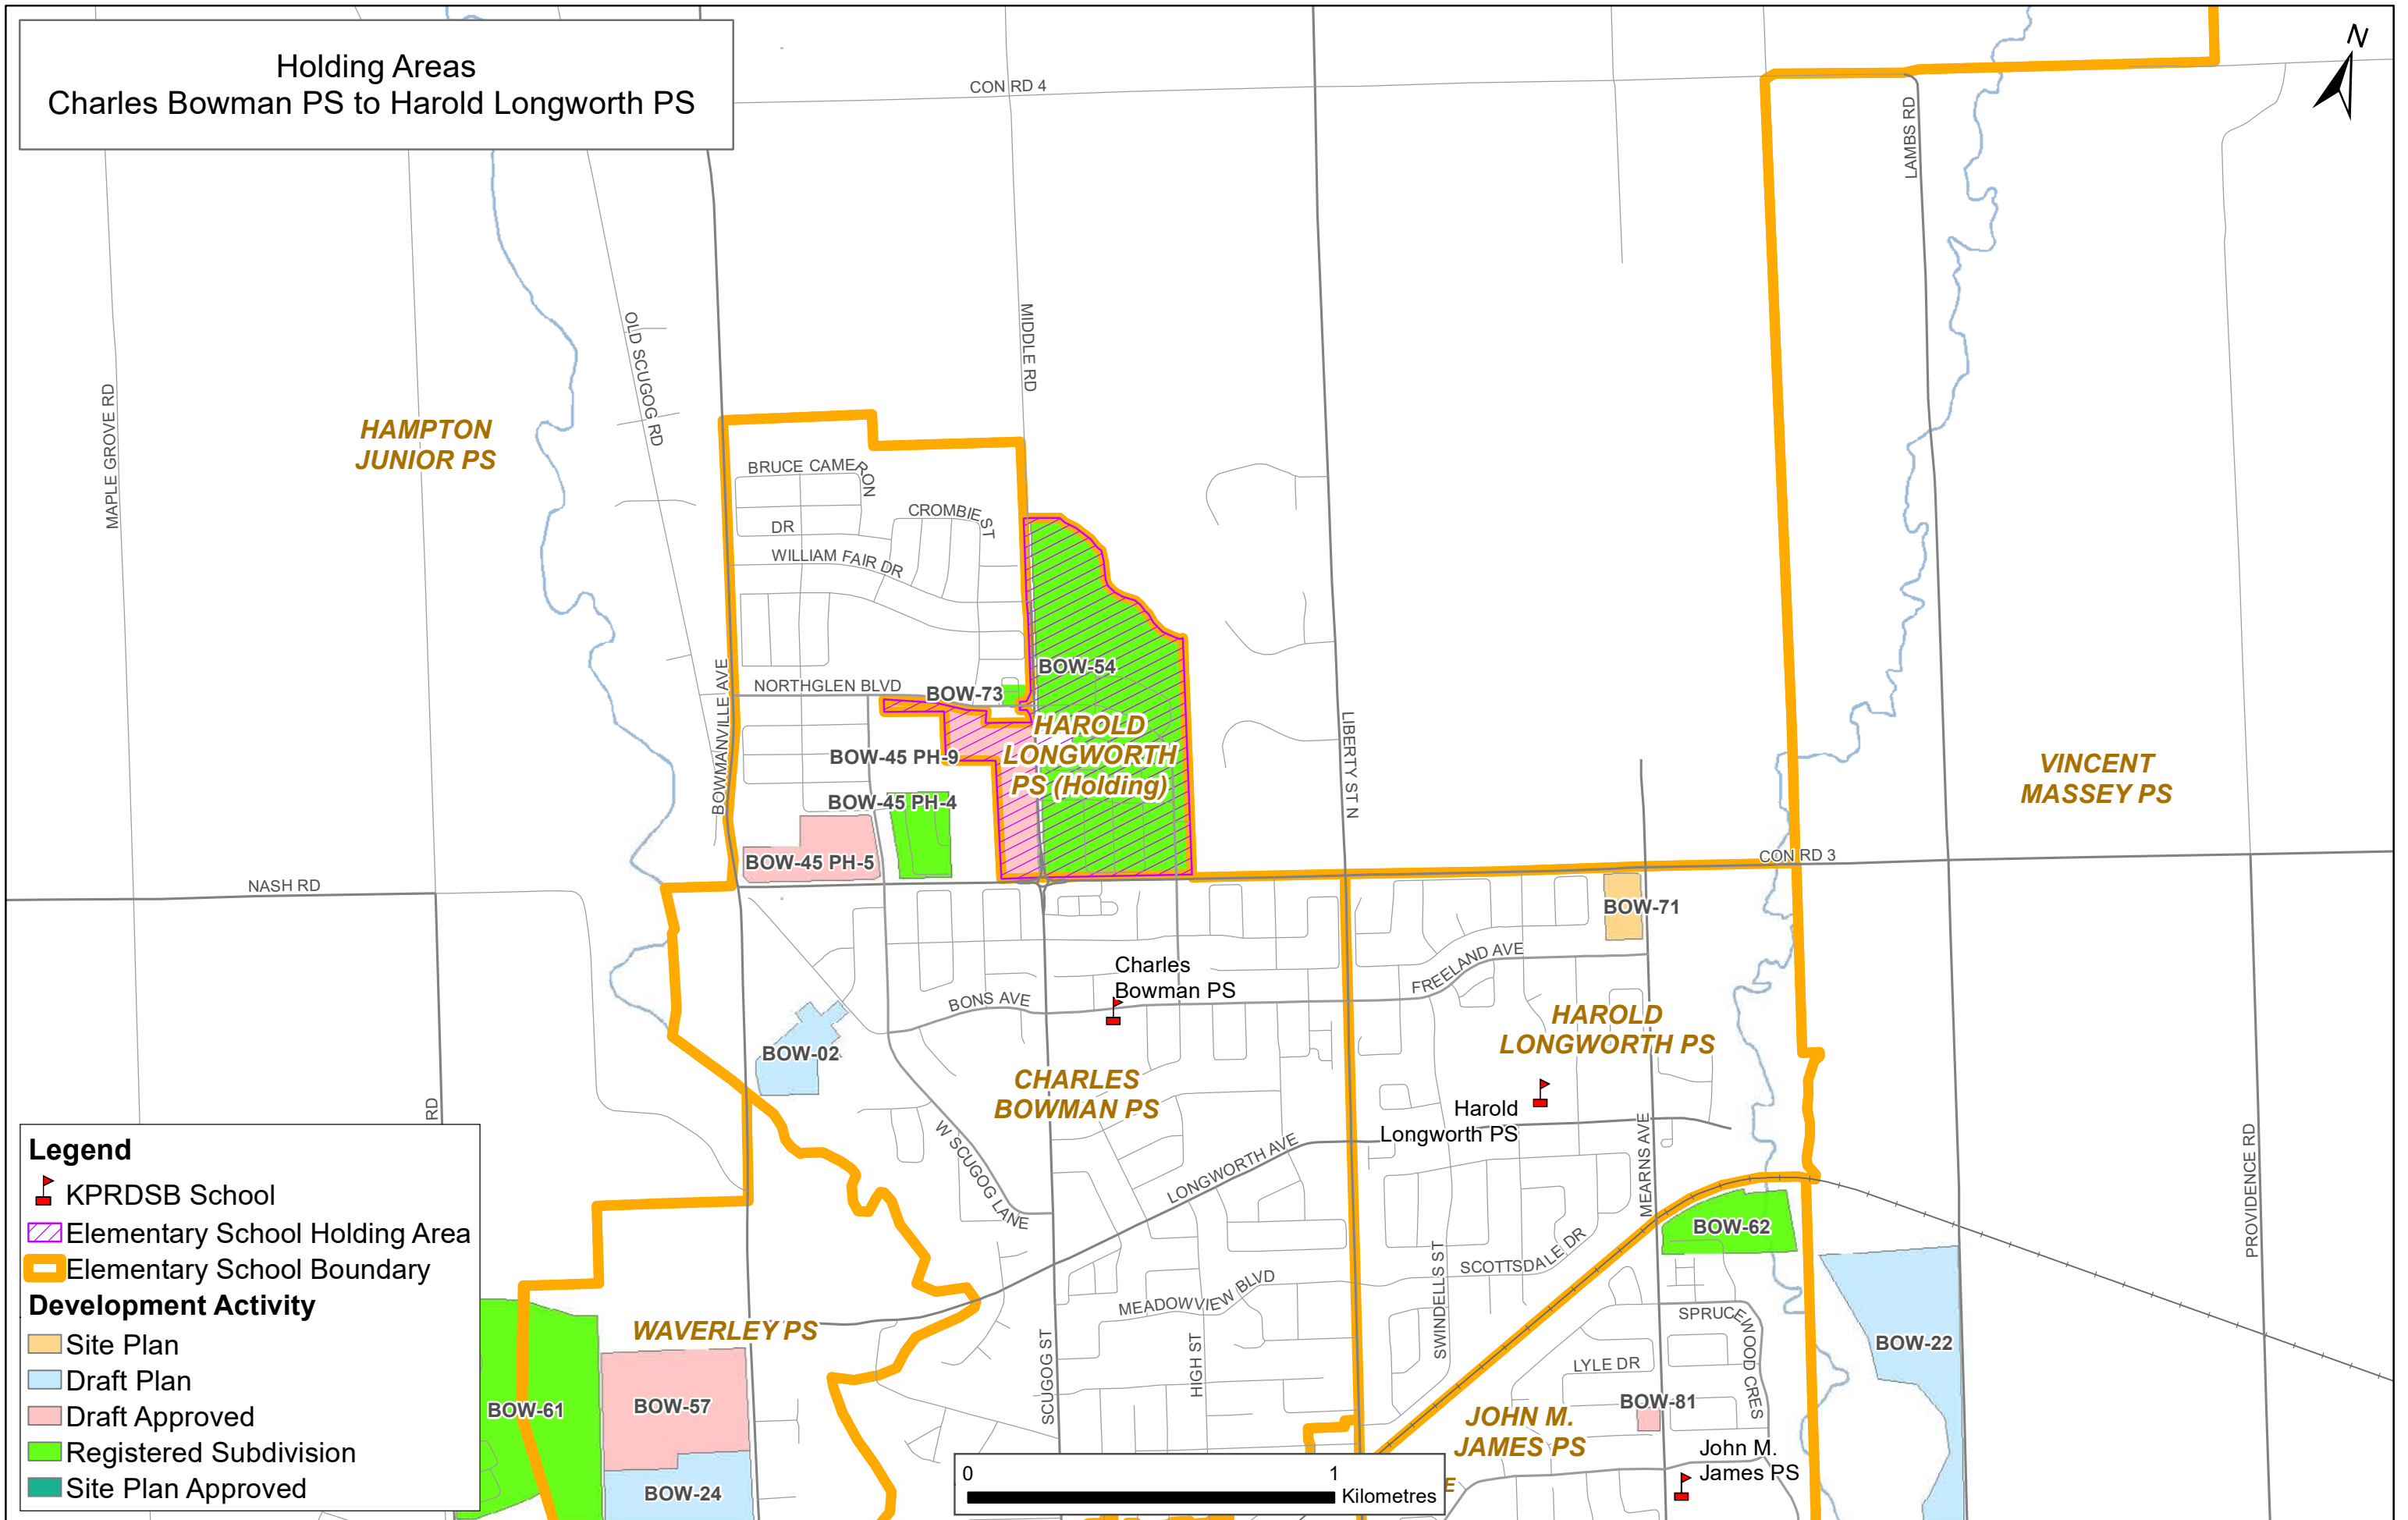 Holding Areas
Charles Bowman PS to Harold Longworth PS
N
CON RD 4
LAMBS RD
MIDDLE RD
OLD SCUGOG RD
MAPLE GROVE RD
HAMPTON
JUNIOR PS
BRUCE CAMERON
DR
CROMBIE ST
WILLIAM FAIR DR
BOW-54
BOWMANVILLE AVE
NORTHGLEN BLVD
BOW-73
HAROLD
LONGWORTH
PS (Holding)
LIBERTY ST N
VINCENT
MASSEY PS
BOW-45 PH-9
BOW-45 PH-4
BOW-45 PH-5
CON RD 3
NASH RD
BOW-71
FREELAND AVE
Charles
Bowman PS
BONS AVE
HAROLD
LONGWORTH PS
BOW-02
CHARLES
BOWMAN PS
Harold
Longworth PS
RD
W SCUGOG LANE
LONGWORTH AVE
MEARNS AVE
PROVIDENCE RD
BOW-62
SCOTTSDALE DR
SWINDELLS ST
MEADOWVIEW BLVD
WAVERLEY PS
SPRUCEWOOD CRES
BOW-22
SCUGOG ST
HIGH ST
LYLE DR
BOW-81
BOW-61
BOW-57
JOHN M.
JAMES PS
John M.
James PS
BOW-24
E
0 1
Kilometres
Legend
KPRDSB School
Elementary School Holding Area
Elementary School Boundary
Development Activity
Site Plan
Draft Plan
Draft Approved
Registered Subdivision
Site Plan Approved